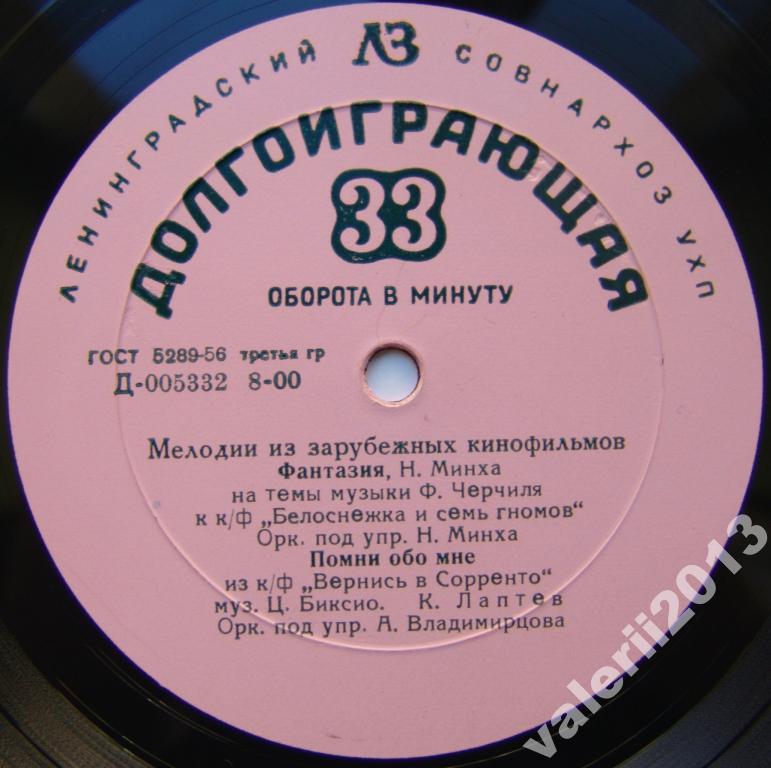 ЛЕНИНГРАДСКИЙ ЛЗ СОВНАРХОЗ УХП
ДОЛГОИГРАЮЩАЯ
33
ОБОРОТА В МИНУТУ
ГОСТ 5289-56 третья гр
Д-005332 8-00
Мелодии из зарубежных кинофильмов
Фантазия, Н. Минха
на темы музыки Ф. Черчиля
к к/ф „Белоснежка и семь гномов“
Орк. под упр. Н. Минха
Помни обо мне
из к/ф „Вернись в Сорренто“
муз. Ц. Биксио. К. Лаптев
Орк. под упр. А. Владимирцова
valerii2013